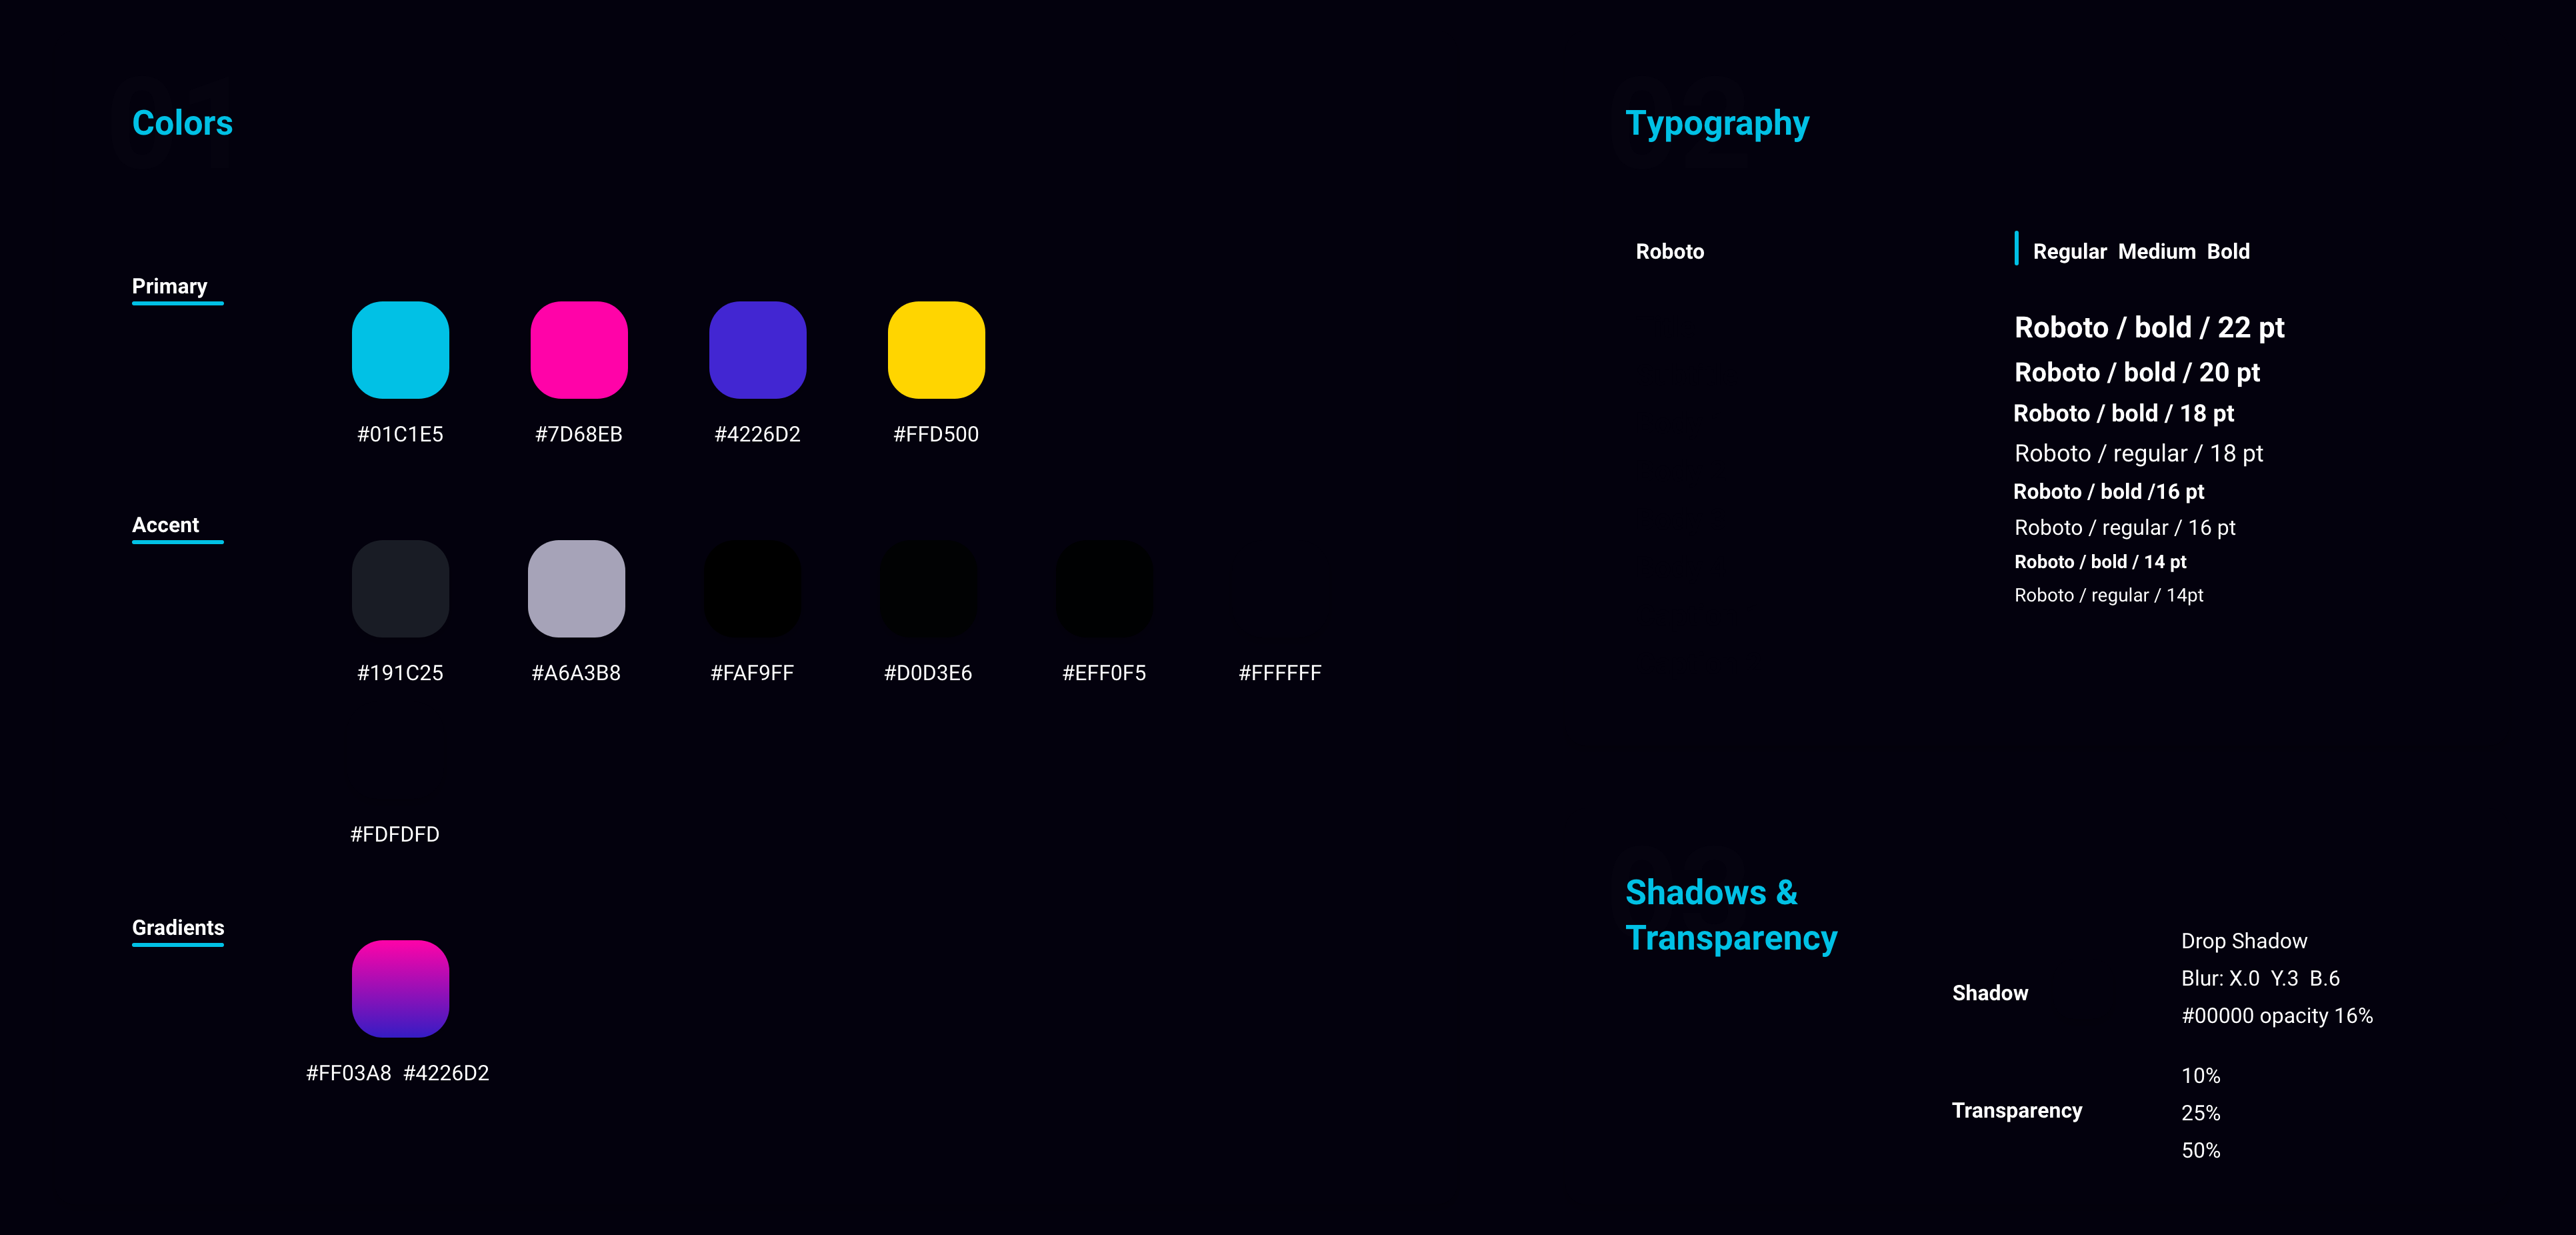 01
Colors
Primary
#01C1E5
#7D68EB
#4226D2
#FFD500
Accent
#191C25
#A6A3B8
#FAF9FF
#D0D3E6
#EFF0F5
#FFFFFF
#FDFDFD
Gradients
#FF03A8 #4226D2
02
Typography
Roboto
Regular Medium Bold
Roboto / bold / 22 pt
Roboto / bold / 20 pt
Roboto / bold / 18 pt
Roboto / regular / 18 pt
Roboto / bold /16 pt
Roboto / regular / 16 pt
Roboto / bold / 14 pt
Roboto / regular / 14pt
Shadows &
Transparency
Shadow
Drop Shadow
Blur: X.0 Y.3 B.6
#00000 opacity 16%
Transparency
10%
25%
50%